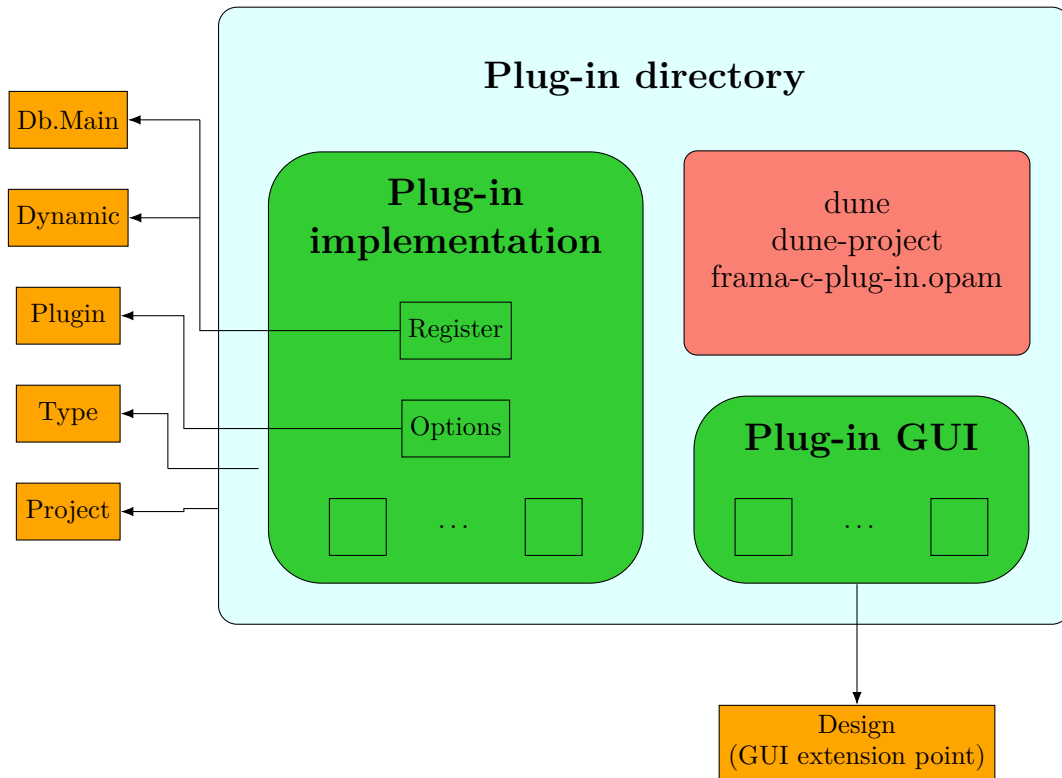 Plug-in directory
Db.Main
Dynamic
Plugin
Type
Project
Plug-in
implementation
Register
Options
...
dune
dune-project
frama-c-plug-in.opam
Plug-in GUI
...
Design
(GUI extension point)